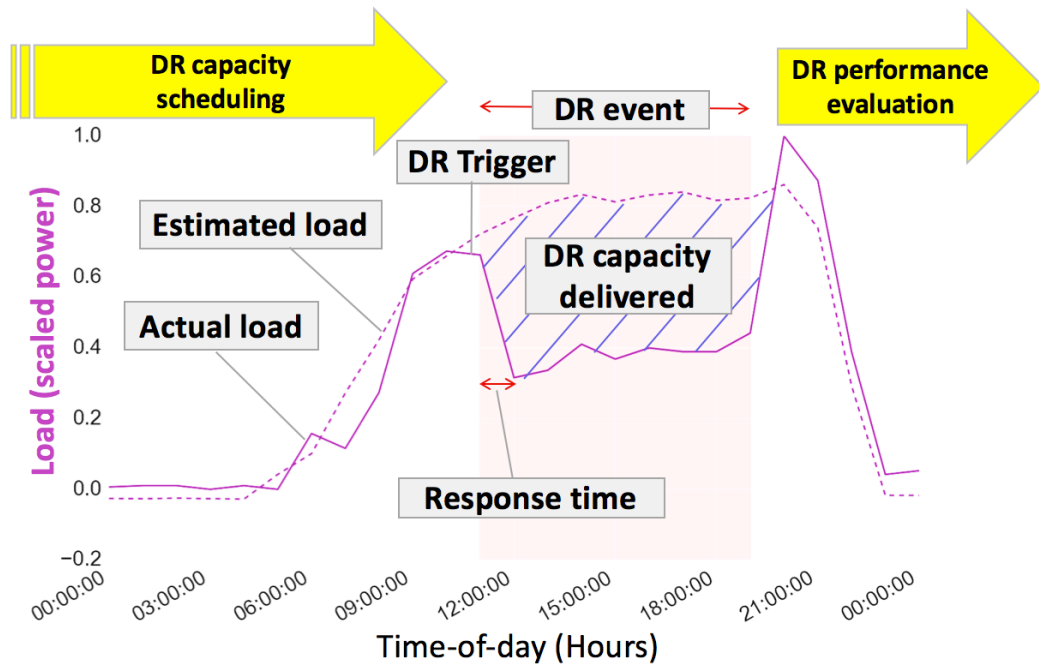 DR capacity
scheduling
DR performance
evaluation
DR event
DR Trigger
Estimated load
Actual load
DR capacity
delivered
Response time
Load (scaled power)
1.0
0.8
0.6
0.4
0.2
0.0
−0.2
00:00:00
03:00:00
06:00:00
09:00:00
12:00:00
15:00:00
18:00:00
21:00:00
00:00:00
Time-of-day (Hours)